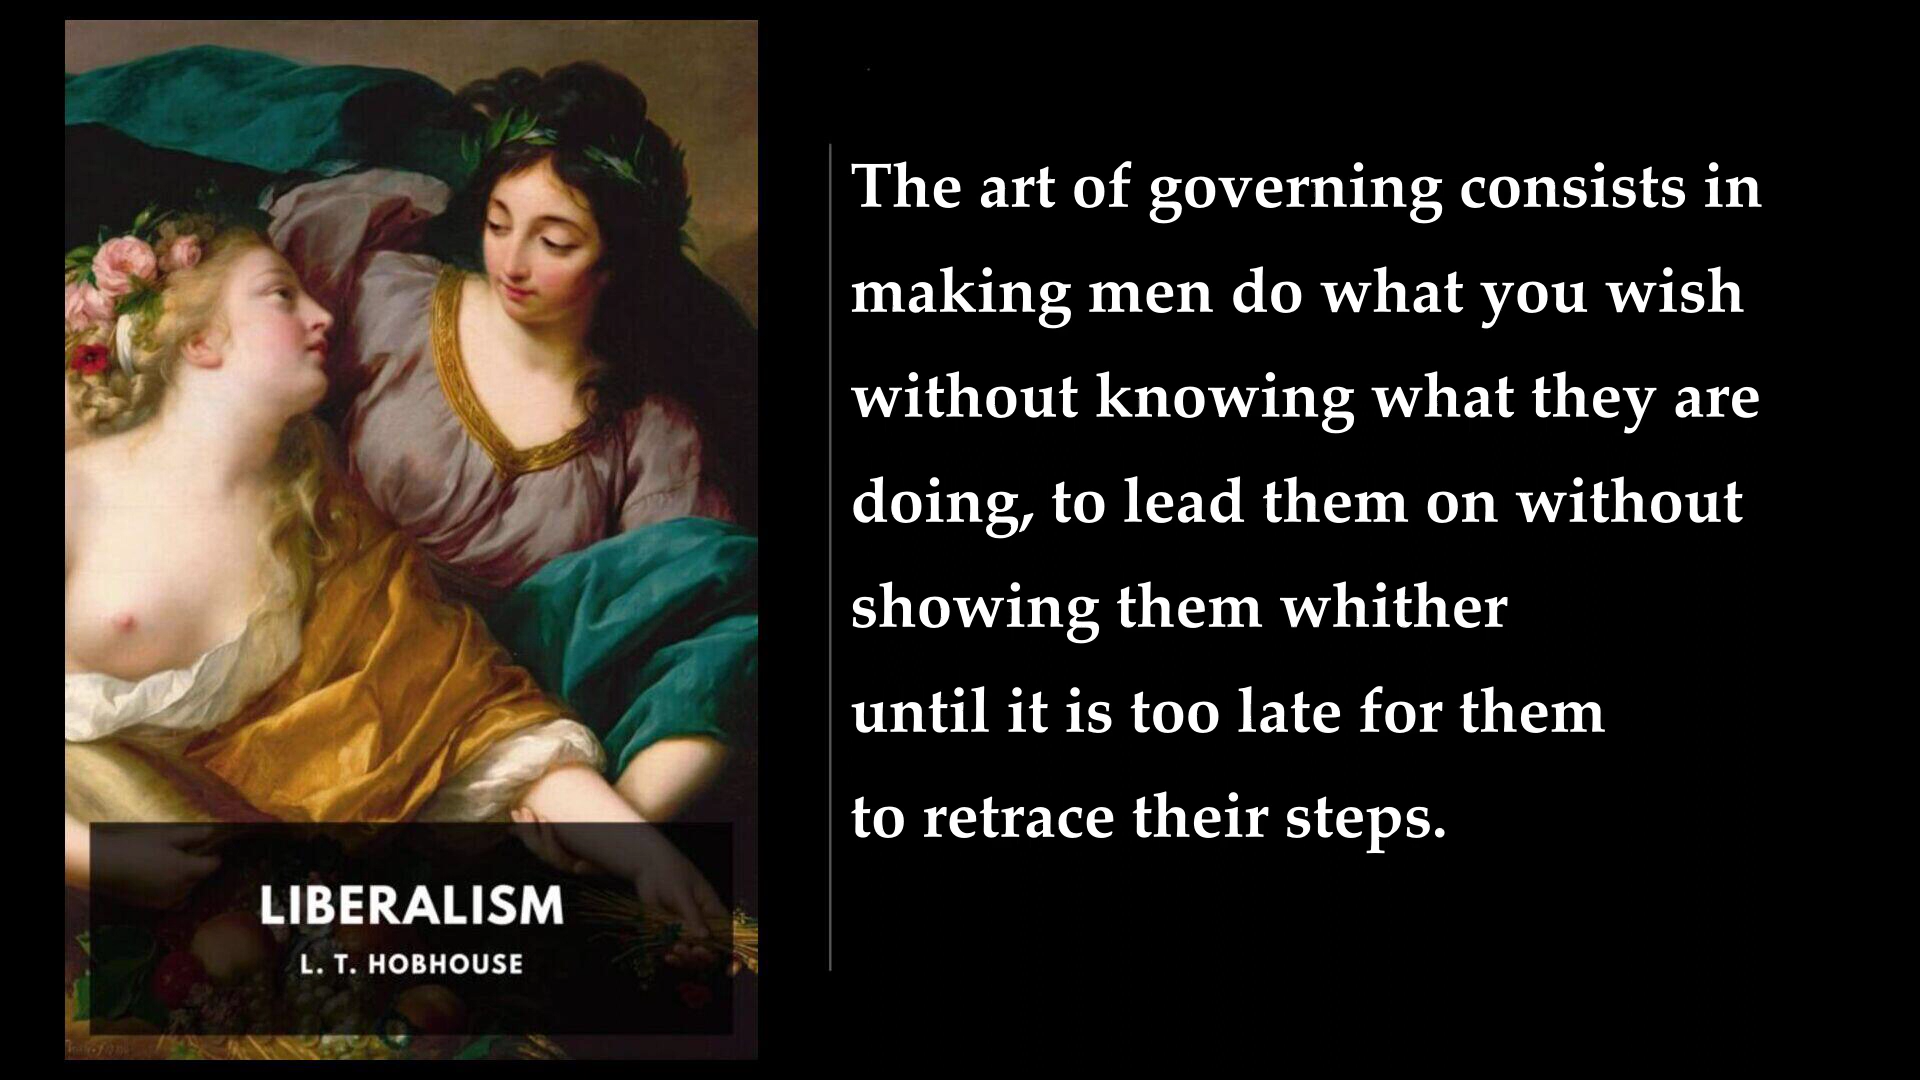 The art of governing consists in
making men do what you wish
without knowing what they are
doing, to lead them on without
showing them whither
until it is too late for them
to retrace their steps.
LIBERALISM
L. T. HOBHOUSE